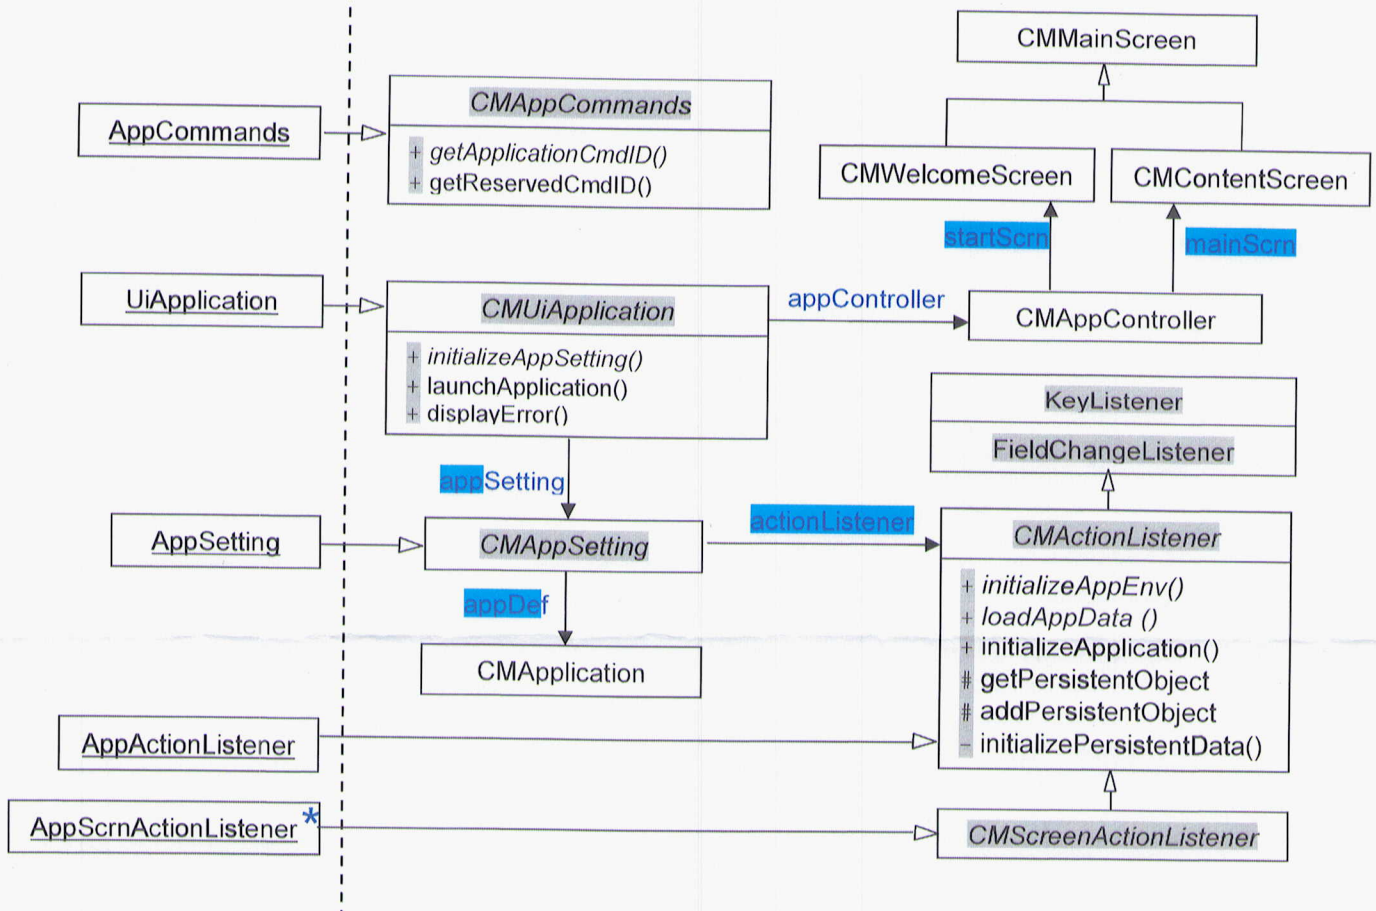 CMMainScreen
AppCommands
CMAppCommands
+ getApplicationCmdID()
+ getReservedCmdID()
CMWelcomeScreen
CMContentScreen
startScrn
mainScrn
UiApplication
CMUiApplication
+ initializeAppSetting()
+ launchApplication()
+ displayError()
appController
CMAppController
KeyListener
FieldChangeListener
appSetting
AppSetting
CMAppSetting
actionListener
CMActionListener
+ initializeAppEnv()
+ loadAppData ()
+ initializeApplication()
# getPersistentObject
# addPersistentObject
- initializePersistentData()
appDef
CMApplication
AppActionListener
AppScrnActionListener*
CMScreenActionListener